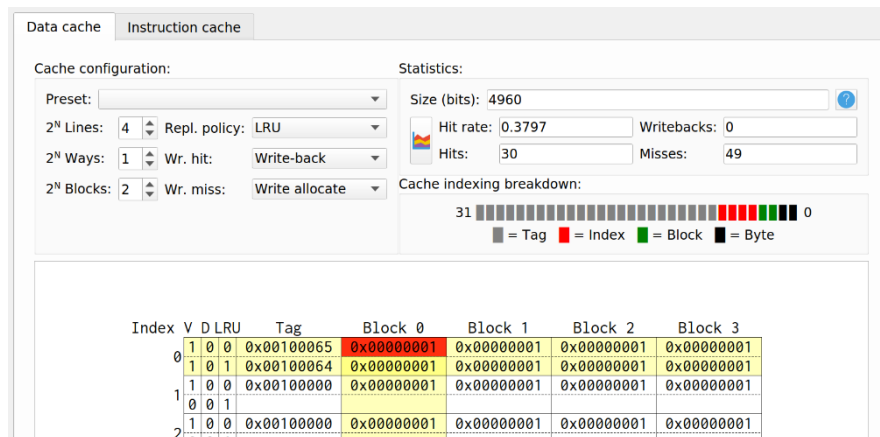 Data cache Instruction cache
Cache configuration: Statistics:
Preset: Size (bits): 4960 ?
2^N Lines: 4 Repl. policy: LRU Hit rate: 0.3797 Writebacks: 0
2^N Ways: 1 Wr. hit: Write-back Hits: 30 Misses: 49
2^N Blocks: 2 Wr. miss: Write allocate Cache indexing breakdown:
31 0
= Tag = Index = Block = Byte
Index V D LRU Tag Block 0 Block 1 Block 2 Block 3
0 1 0 0 0x00100065 0x00000001 0x00000001 0x00000001 0x00000001
1 0 1 0x00100064 0x00000001 0x00000001 0x00000001 0x00000001
1 1 0 0 0x00100000 0x00000001 0x00000001 0x00000001 0x00000001
0 0 1
2 1 0 0 0x00100000 0x00000001 0x00000001 0x00000001 0x00000001